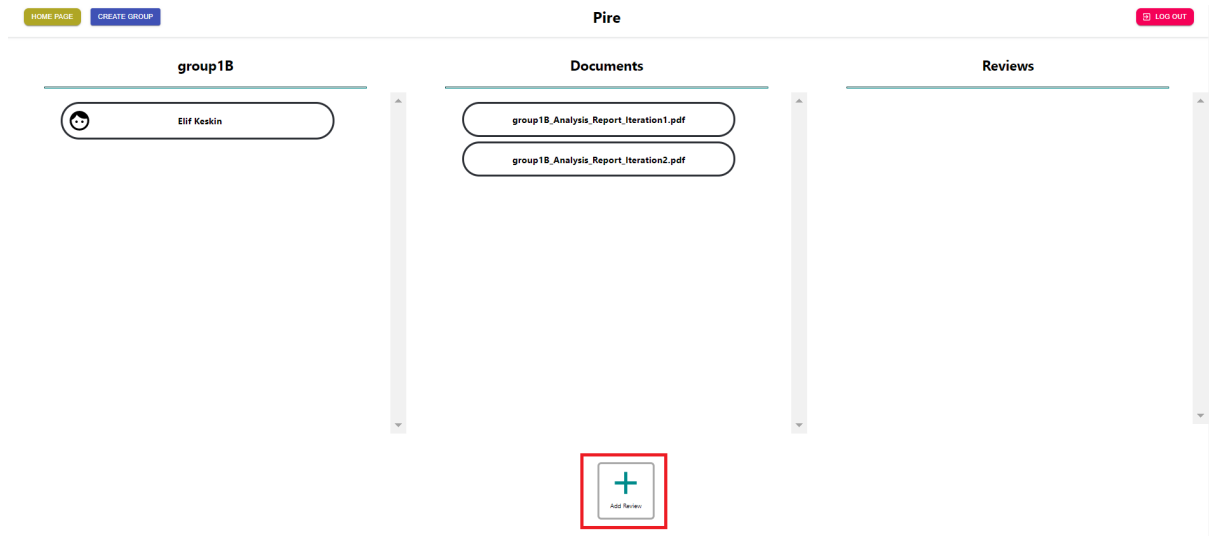 HOME PAGE
CREATE GROUP
Pire
LOG OUT
group1B
Elif Keskin
Documents
group1B_Analysis_Report_Iteration1.pdf
group1B_Analysis_Report_Iteration2.pdf
Reviews
Add Review